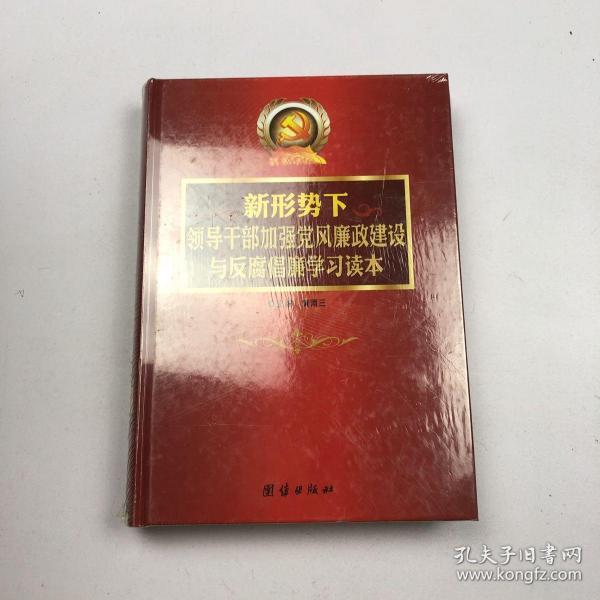 新形势下
领导干部加强党风廉政建设
与反腐倡廉学习读本
團结出版社
孔夫子旧书网
www.kongfz.com